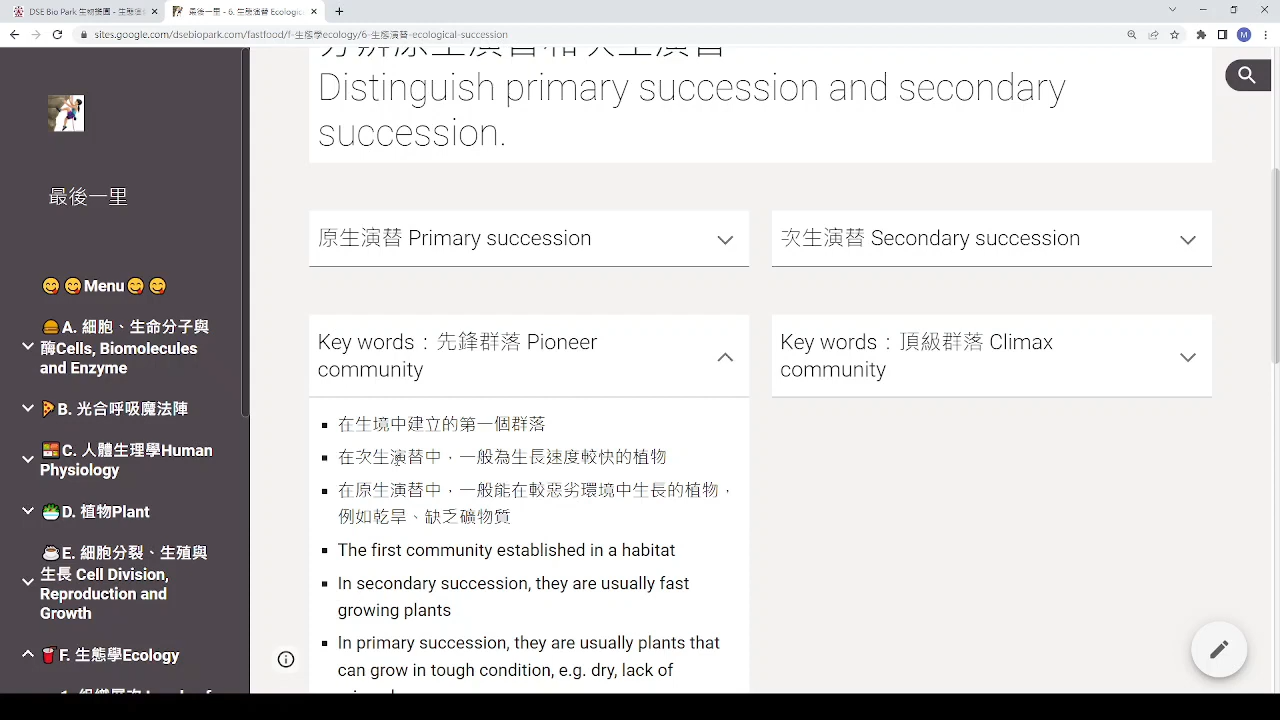 DSE Bio Park 生物樂園 - 生態演
最後一里 - 6. 生態演替 Ecologic
sites.google.com/dsebiopark.com/fastfood/f-生態學ecology/6-生態演替-ecological-succession
M
分辨原生演替和次生演替
Distinguish primary succession and secondary
succession.
最後一里
原生演替 Primary succession
次生演替 Secondary succession
Menu
A. 細胞、生命分子與
酶Cells, Biomolecules
and Enzyme
B. 光合呼吸魔法陣
C. 人體生理學Human
Physiology
D. 植物Plant
E. 細胞分裂、生殖與
生長 Cell Division,
Reproduction and
Growth
F. 生態學Ecology
Key words：先鋒群落 Pioneer
community
Key words：頂級群落 Climax
community
在生境中建立的第一個群落
在次生演替中，一般為生長速度較快的植物
在原生演替中，一般能在較惡劣環境中生長的植物，
例如乾旱、缺乏礦物質
The first community established in a habitat
In secondary succession, they are usually fast
growing plants
In primary succession, they are usually plants that
can grow in tough condition, e.g. dry, lack of